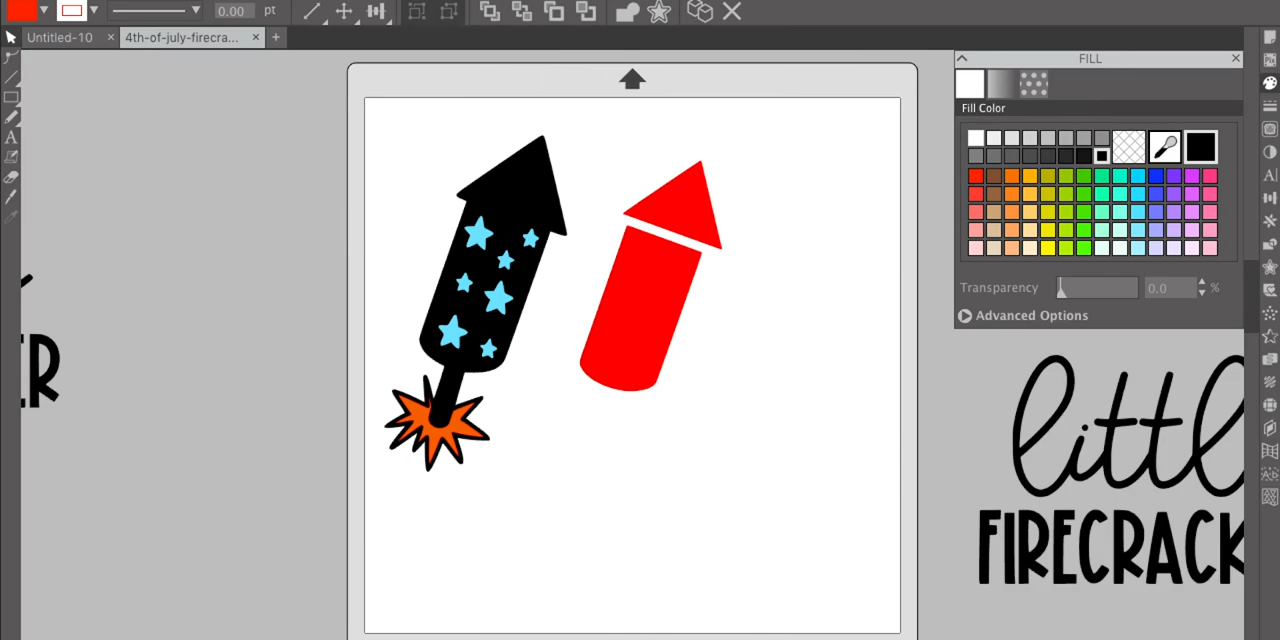 0.00 pt
Untitled-10 × 4th-of-july-firecra... × +
FILL
Fill Color
Transparency 0.0 %
Advanced Options
ER
little
FIRECRACK